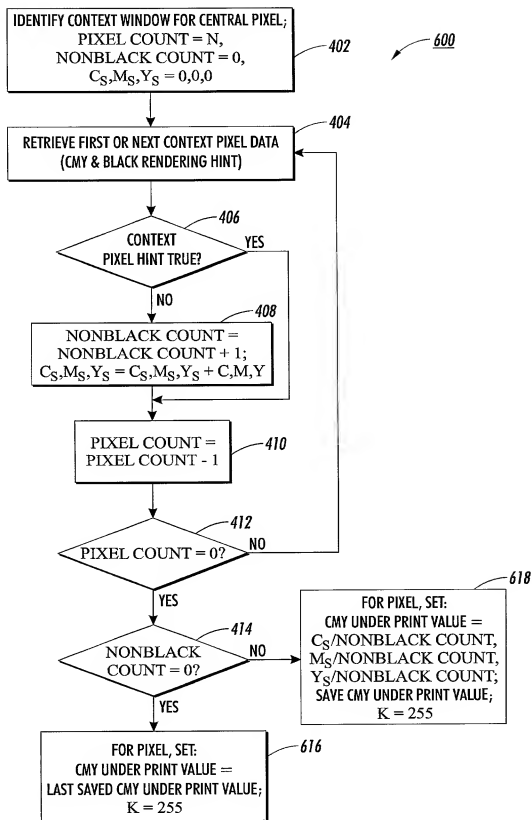 IDENTIFY CONTEXT WINDOW FOR CENTRAL PIXEL;
PIXEL COUNT = N,
NONBLACK COUNT = 0,
CS,MS,YS = 0,0,0
402
600
RETRIEVE FIRST OR NEXT CONTEXT PIXEL DATA
(CMY & BLACK RENDERING HINT)
404
406
CONTEXT
PIXEL HINT TRUE?
YES
NO
408
NONBLACK COUNT =
NONBLACK COUNT + 1;
CS,MS,YS = CS,MS,YS + C,M,Y
PIXEL COUNT =
PIXEL COUNT - 1
410
412
PIXEL COUNT = 0?
NO
YES
414
NONBLACK
COUNT = 0?
NO
YES
618
FOR PIXEL, SET:
CMY UNDER PRINT VALUE =
CS/NONBLACK COUNT,
MS/NONBLACK COUNT,
YS/NONBLACK COUNT;
SAVE CMY UNDER PRINT VALUE;
K = 255
FOR PIXEL, SET:
CMY UNDER PRINT VALUE =
LAST SAVED CMY UNDER PRINT VALUE;
K = 255
616